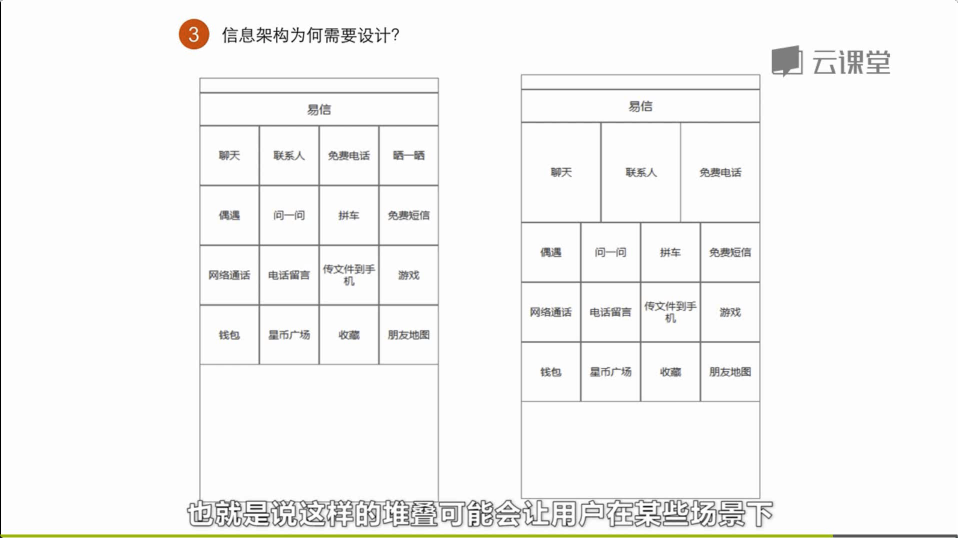 3 信息架构为何需要设计?
云课堂
易信
聊天 联系人 免费电话 晒一晒
偶遇 问一问 拼车 免费短信
网络通话 电话留言 传文件到手
机 游戏
钱包 星币广场 收藏 朋友地图
易信
聊天 联系人 免费电话
偶遇 问一问 拼车 免费短信
网络通话 电话留言 传文件到手
机 游戏
钱包 星币广场 收藏 朋友地图
也就是说这样的堆叠可能会让用户在某些场景下